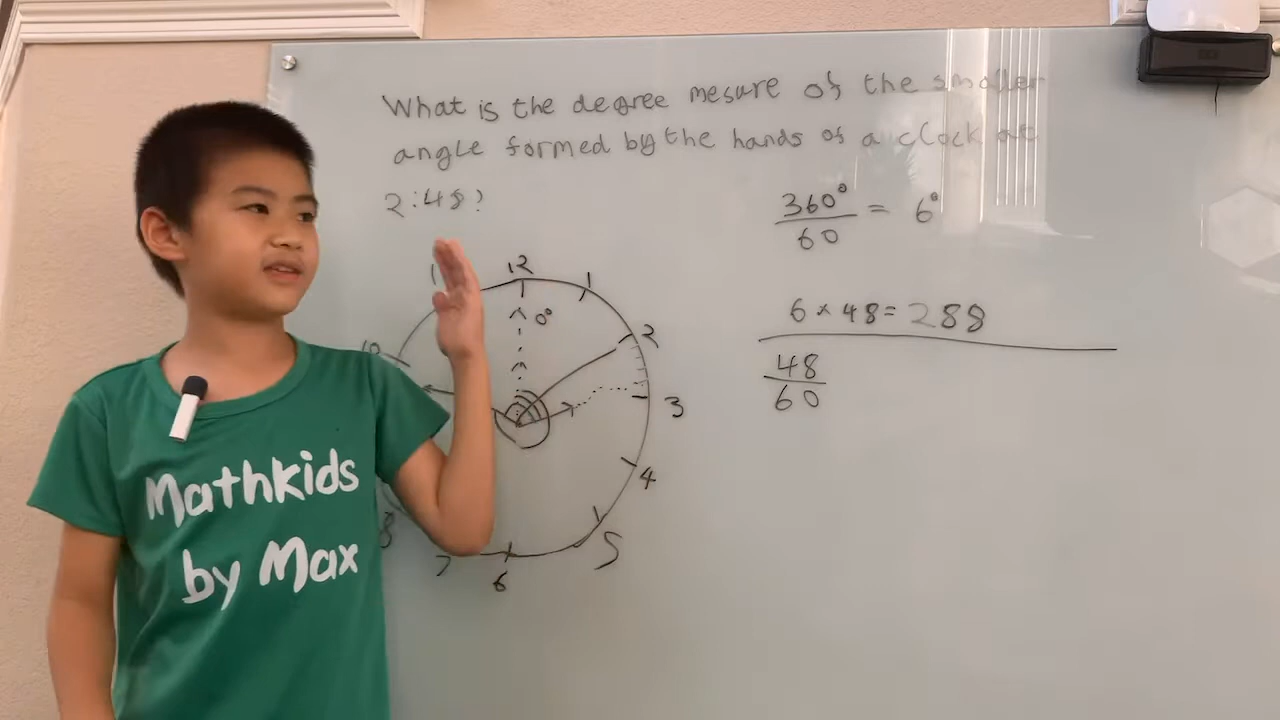 What is the degree mesure of the smaller
angle formed by the hands of a clock at
2:48?
360° / 60 = 6°
6 × 48 = 288
48 / 60
12
1
2
3
4
5
6
7
8
10
0°
Mathkids
by Max